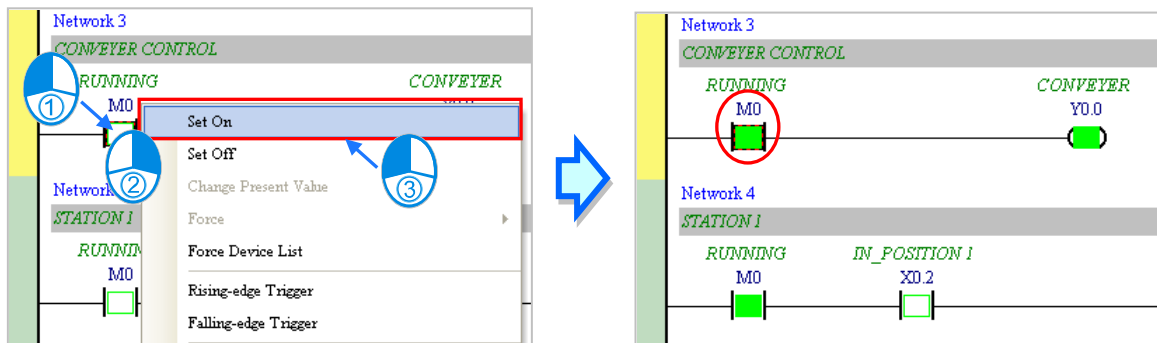 Network 3
CONVEYER CONTROL
RUNNING CONVEYER
M0
①
Set On
Set Off
②
③
Change Present Value
Network
STATION 1
Force
RUNNIN
Force Device List
M0
Rising-edge Trigger
Falling-edge Trigger
Network 3
CONVEYER CONTROL
RUNNING CONVEYER
M0 Y0.0
Network 4
STATION 1
RUNNING IN_POSITION 1
M0 X0.2